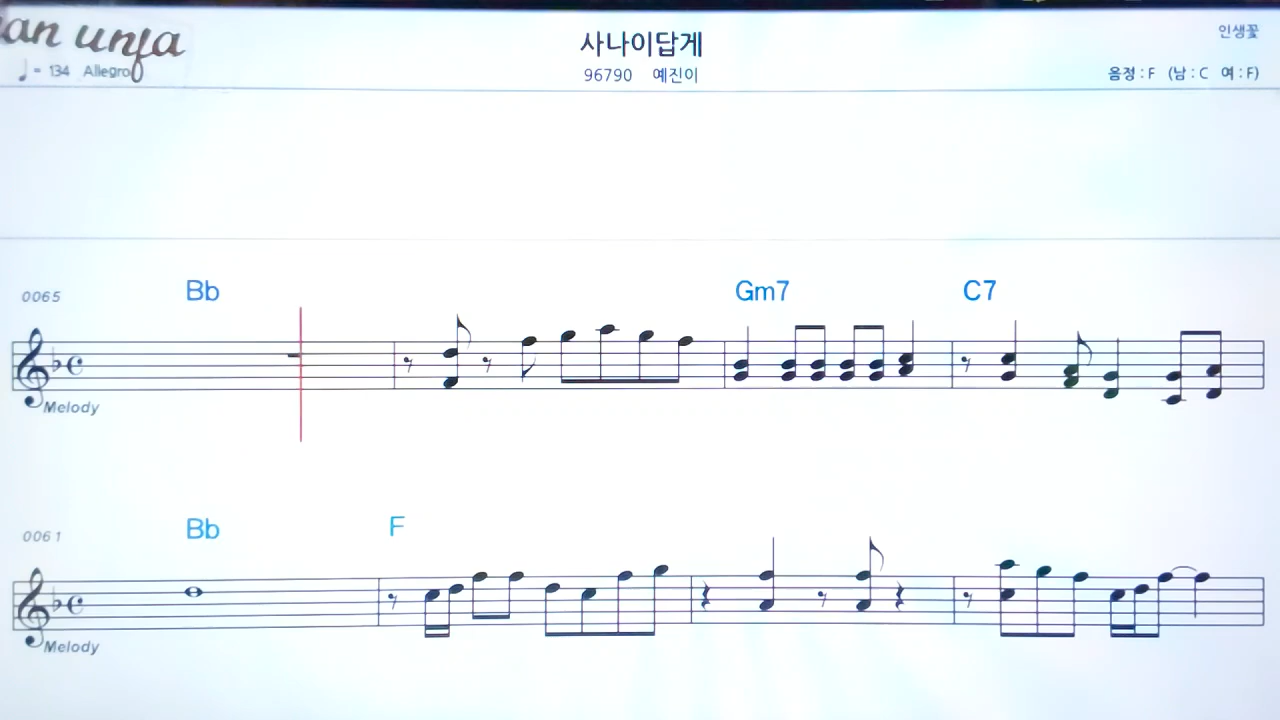 an unja
사나이답게
인생꽃
♩= 134 Allegro
96790 예진이
음정 : F (남 : C 여 : F)
0065
Bb
Gm7
C7
Melody
0061
Bb
F
Melody